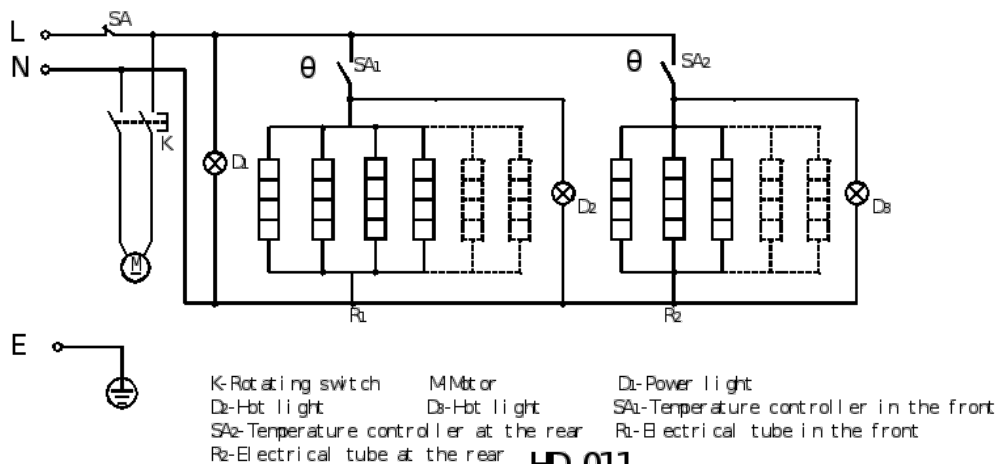 L
SA
N
θ
SA1
θ
SA2
K
D1
D2
D3
M
R1
R2
E
K-Rotating switch M-Motor D1-Power light
D2-Hot light D3-Hot light SA1-Temperature controller in the front
SA2-Temperature controller at the rear R1-Electrical tube in the front
R2-Electrical tube at the rear HD-011